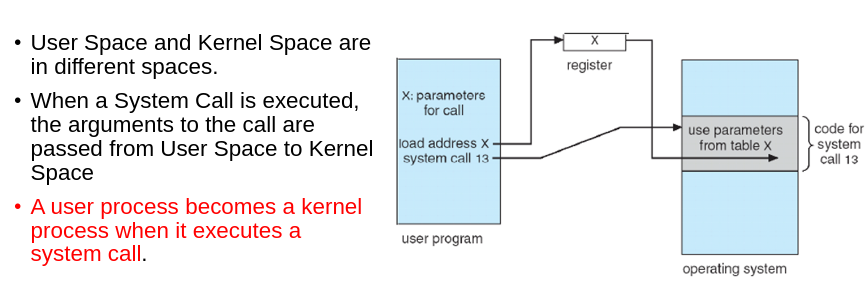 • User Space and Kernel Space are
in different spaces.
• When a System Call is executed,
the arguments to the call are
passed from User Space to Kernel
Space
• A user process becomes a kernel
process when it executes a
system call.
X
register
X: parameters
for call
load address X
system call 13
user program
use parameters
from table X
code for
system
call 13
operating system